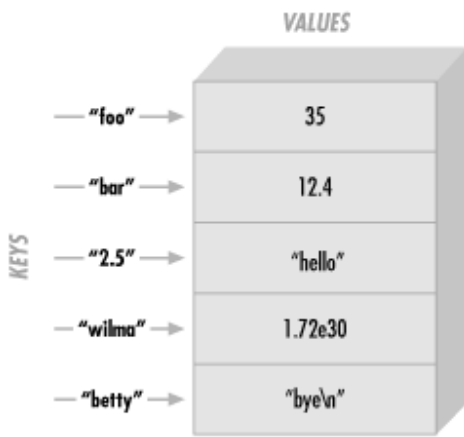 VALUES
KEYS
"foo" 35
"bar" 12.4
"2.5" "hello"
"wilma" 1.72e30
"betty" "bye\n"